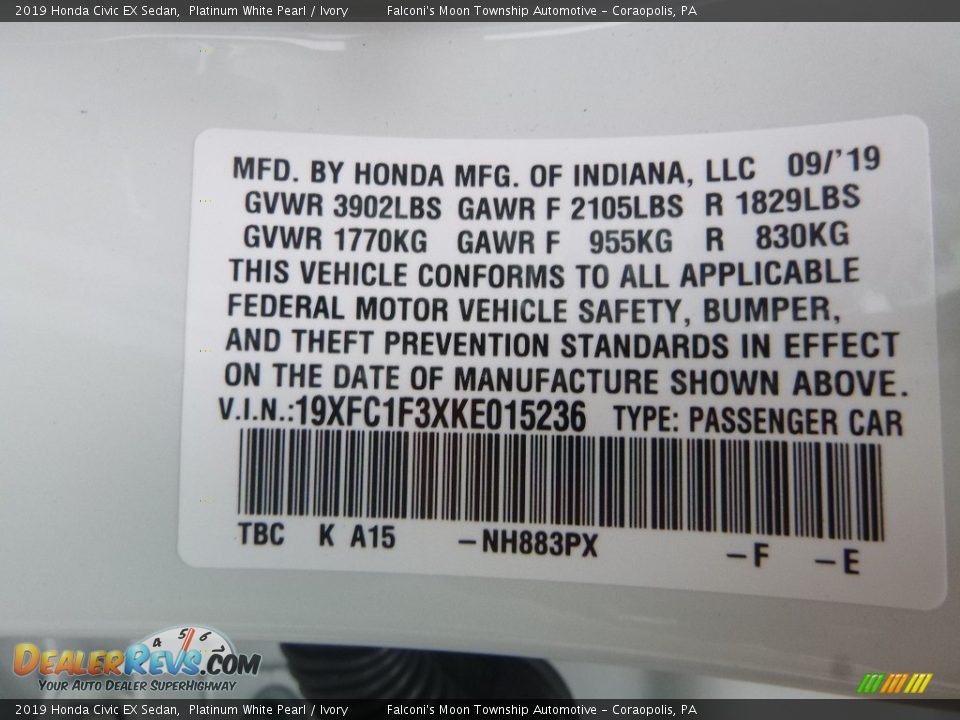 2019 Honda Civic EX Sedan, Platinum White Pearl / Ivory Falconi's Moon Township Automotive - Coraopolis, PA
MFD. BY HONDA MFG. OF INDIANA, LLC 09/'19
GVWR 3902LBS GAWR F 2105LBS R 1829LBS
GVWR 1770KG GAWR F 955KG R 830KG
THIS VEHICLE CONFORMS TO ALL APPLICABLE
FEDERAL MOTOR VEHICLE SAFETY, BUMPER,
AND THEFT PREVENTION STANDARDS IN EFFECT
ON THE DATE OF MANUFACTURE SHOWN ABOVE.
V.I.N.:19XFC1F3XKE015236 TYPE: PASSENGER CAR
TBC K A15 -NH883PX -F -E
4 5 6
DEALERREVS.COM
YOUR AUTO DEALER SUPERHIGHWAY
2019 Honda Civic EX Sedan, Platinum White Pearl / Ivory Falconi's Moon Township Automotive - Coraopolis, PA